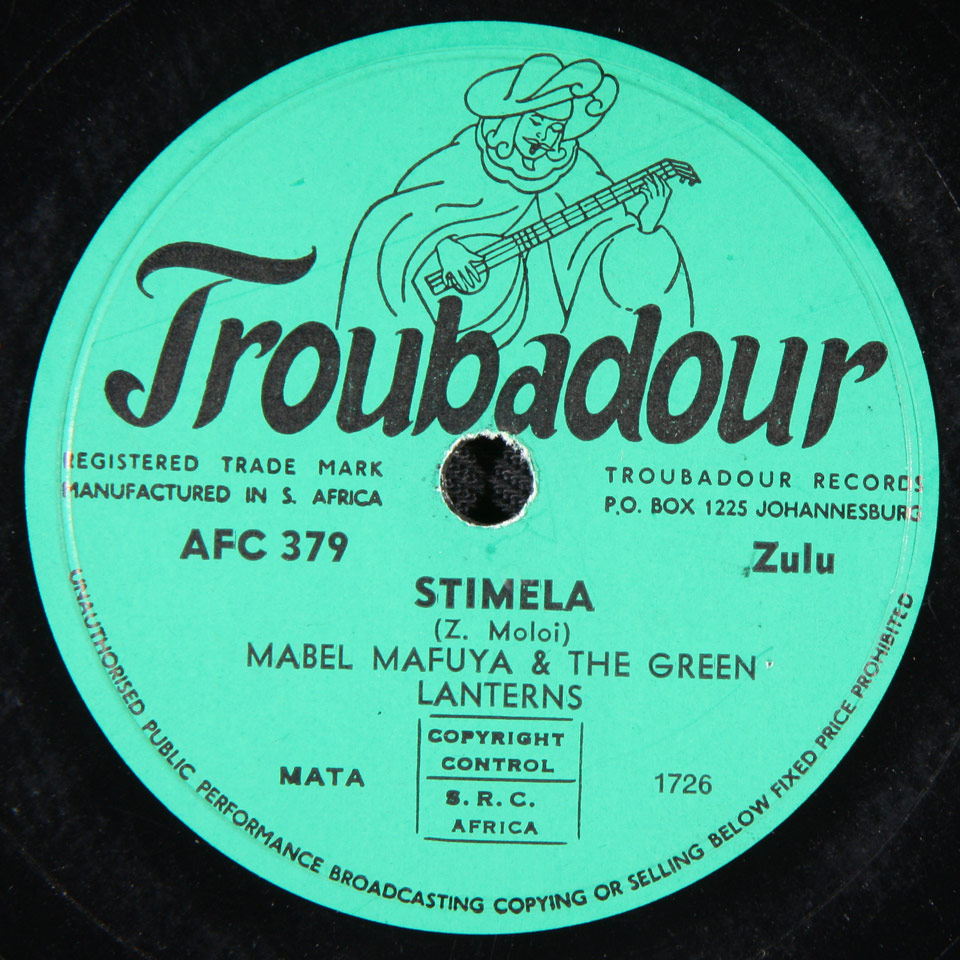 Troubadour
REGISTERED TRADE MARK
MANUFACTURED IN S. AFRICA
TROUBADOUR RECORDS
P.O. BOX 1225 JOHANNESBURG
AFC 379
Zulu
STIMELA
(Z. Moloi)
MABEL MAFUYA & THE GREEN
LANTERNS
COPYRIGHT
CONTROL
S. R. C.
AFRICA
MATA
1726
UNAUTHORISED PUBLIC PERFORMANCE BROADCASTING COPYING OR SELLING BELOW FIXED PRICE PROHIBITED